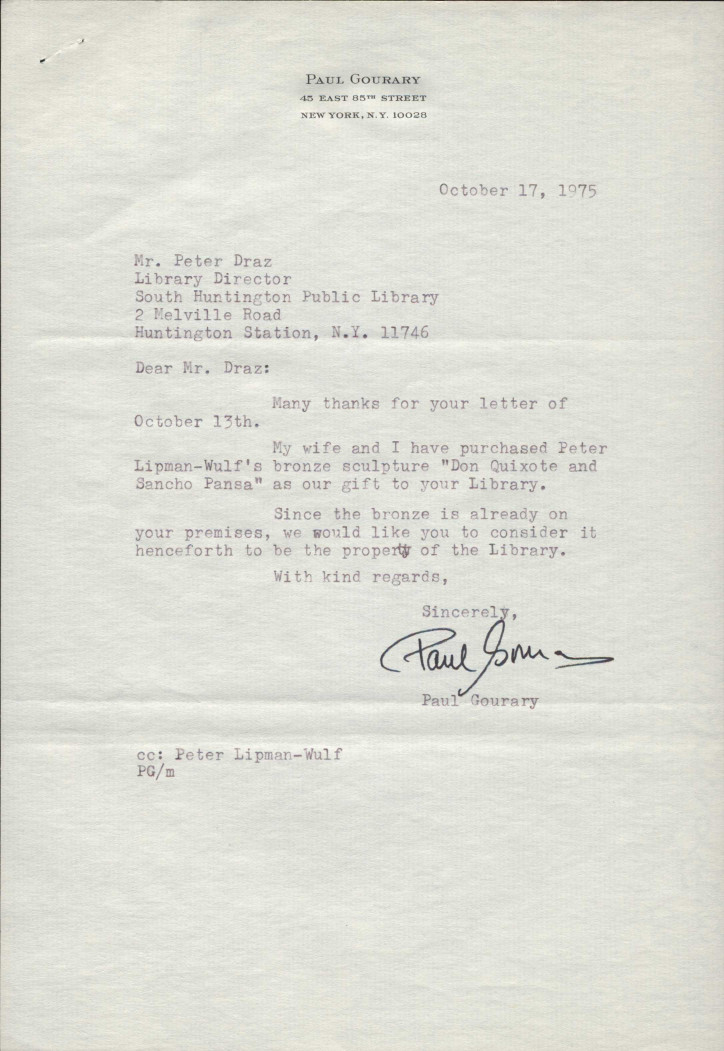 PAUL GOURARY
45 EAST 85TH STREET
NEW YORK, N.Y. 10028
October 17, 1975
Mr. Peter Draz
Library Director
South Huntington Public Library
2 Melville Road
Huntington Station, N.Y. 11746
Dear Mr. Draz:
Many thanks for your letter of
October 13th.
My wife and I have purchased Peter
Lipman-Wulf's bronze sculpture "Don Quixote and
Sancho Pansa" as our gift to your Library.
Since the bronze is already on
your premises, we would like you to consider it
henceforth to be the property of the Library.
With kind regards,
Sincerely,
Paul Gourary
Paul Gourary
cc: Peter Lipman-Wulf
PG/m